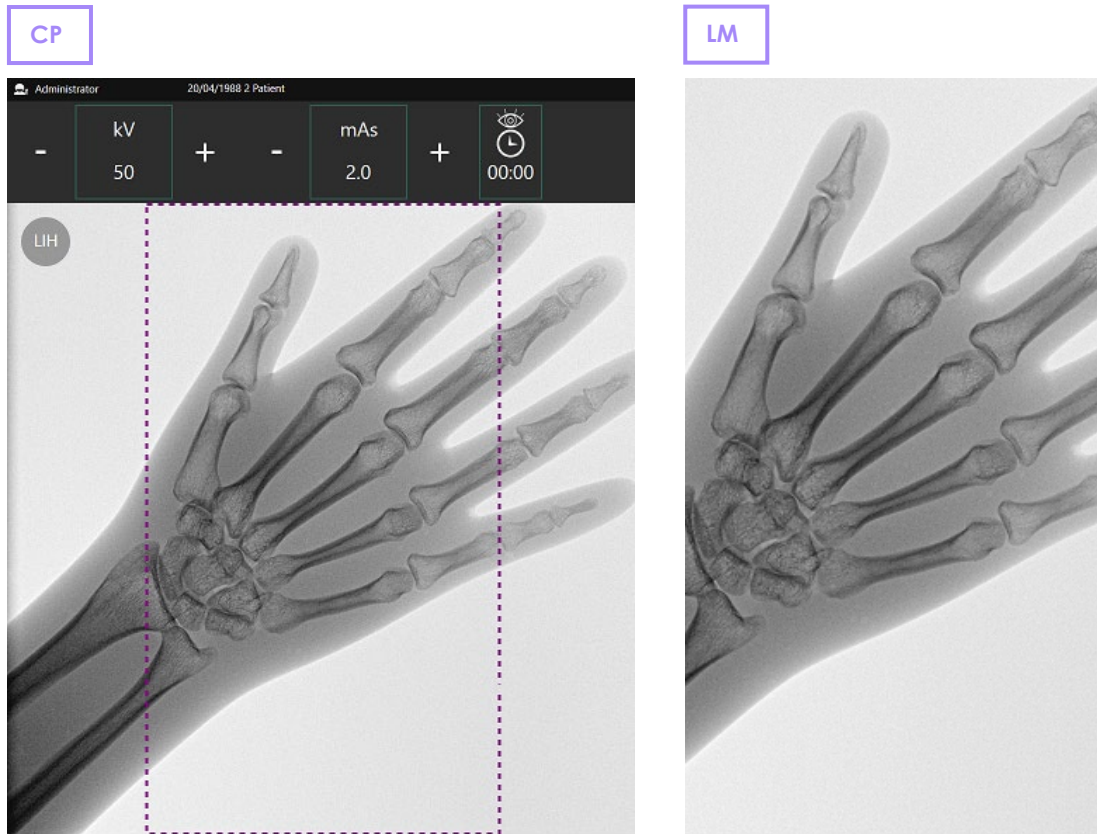 CP
LM
Administrator 20/04/1988 2 Patient
kV mAs
- 50 + - 2.0 + 00:00
LIH